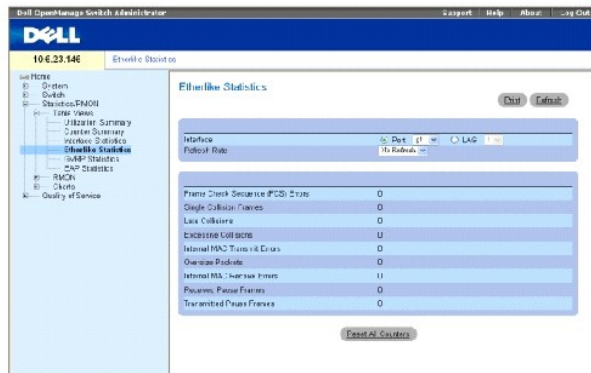 Dell OpenManage Switch Administrator
Support Help About Log Out
DELL
10.6.23.146
Etherlike Statistics
Home
System
Switch
Statistics/RMON
Table Views
Utilization Summary
Counter Summary
Interface Statistics
Etherlike Statistics
GVRP Statistics
EAP Statistics
RMON
Charts
Quality of Service
Etherlike Statistics
Print Refresh
Interface Port g1 LAG 1
Refresh Rate No Refresh
Frame Check Sequence (FCS) Errors 0
Single Collision Frames 0
Late Collisions 0
Excessive Collisions 0
Internal MAC Transmit Errors 0
Oversize Packets 0
Internal MAC Receive Errors 0
Received Pause Frames 0
Transmitted Pause Frames 0
Reset All Counters